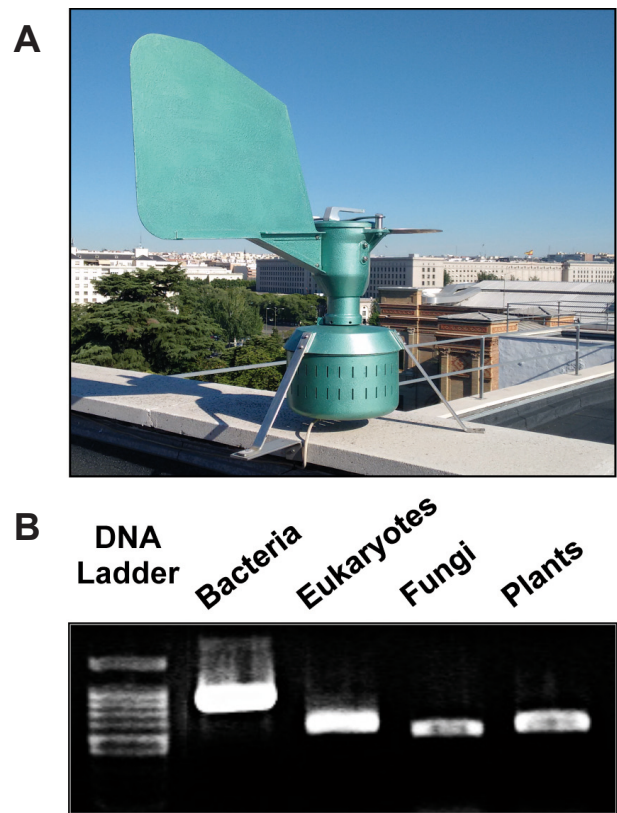 A
B
DNA
Ladder
Bacteria
Eukaryotes
Fungi
Plants